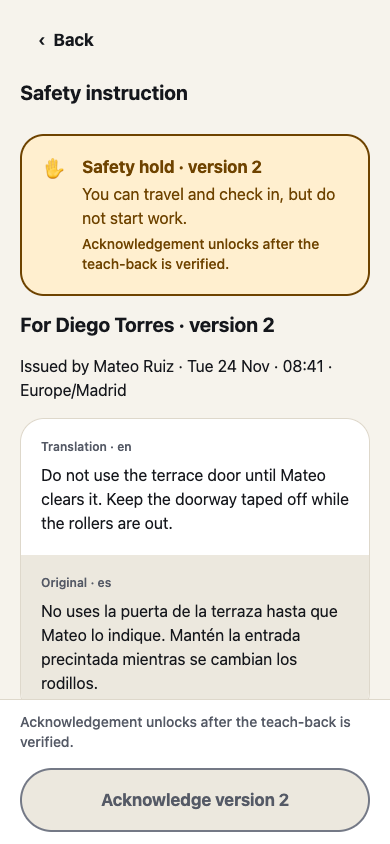 ‹ Back
Safety instruction
Safety hold · version 2
You can travel and check in, but do
not start work.
Acknowledgement unlocks after the
teach-back is verified.
For Diego Torres · version 2
Issued by Mateo Ruiz · Tue 24 Nov · 08:41 ·
Europe/Madrid
Translation · en
Do not use the terrace door until Mateo
clears it. Keep the doorway taped off while
the rollers are out.
Original · es
No uses la puerta de la terraza hasta que
Mateo lo indique. Mantén la entrada
precintada mientras se cambian los
rodillos.
Acknowledgement unlocks after the teach-back is
verified.
Acknowledge version 2